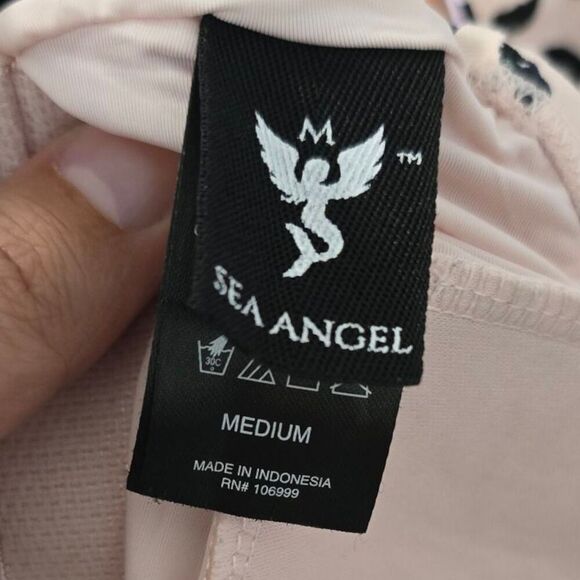 M
TM
SEA ANGEL
30C
MEDIUM
MADE IN INDONESIA
RN# 106999